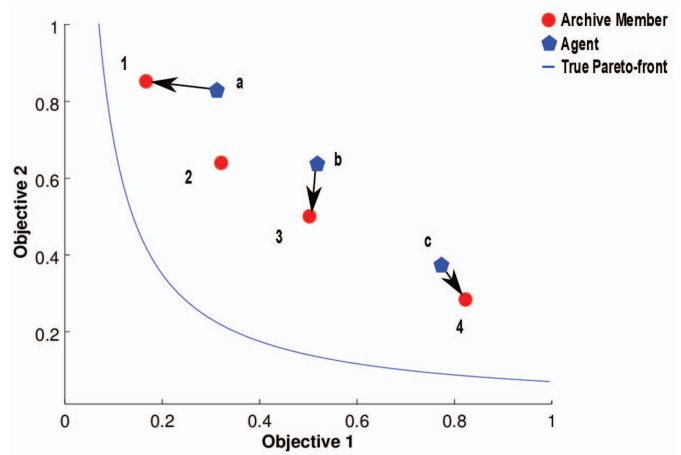 1
0.8
0.6
0.4
0.2
0
0.2
0.4
0.6
0.8
1
Objective 1
Objective 2
1
a
2
b
3
c
4
Archive Member
Agent
True Pareto-front